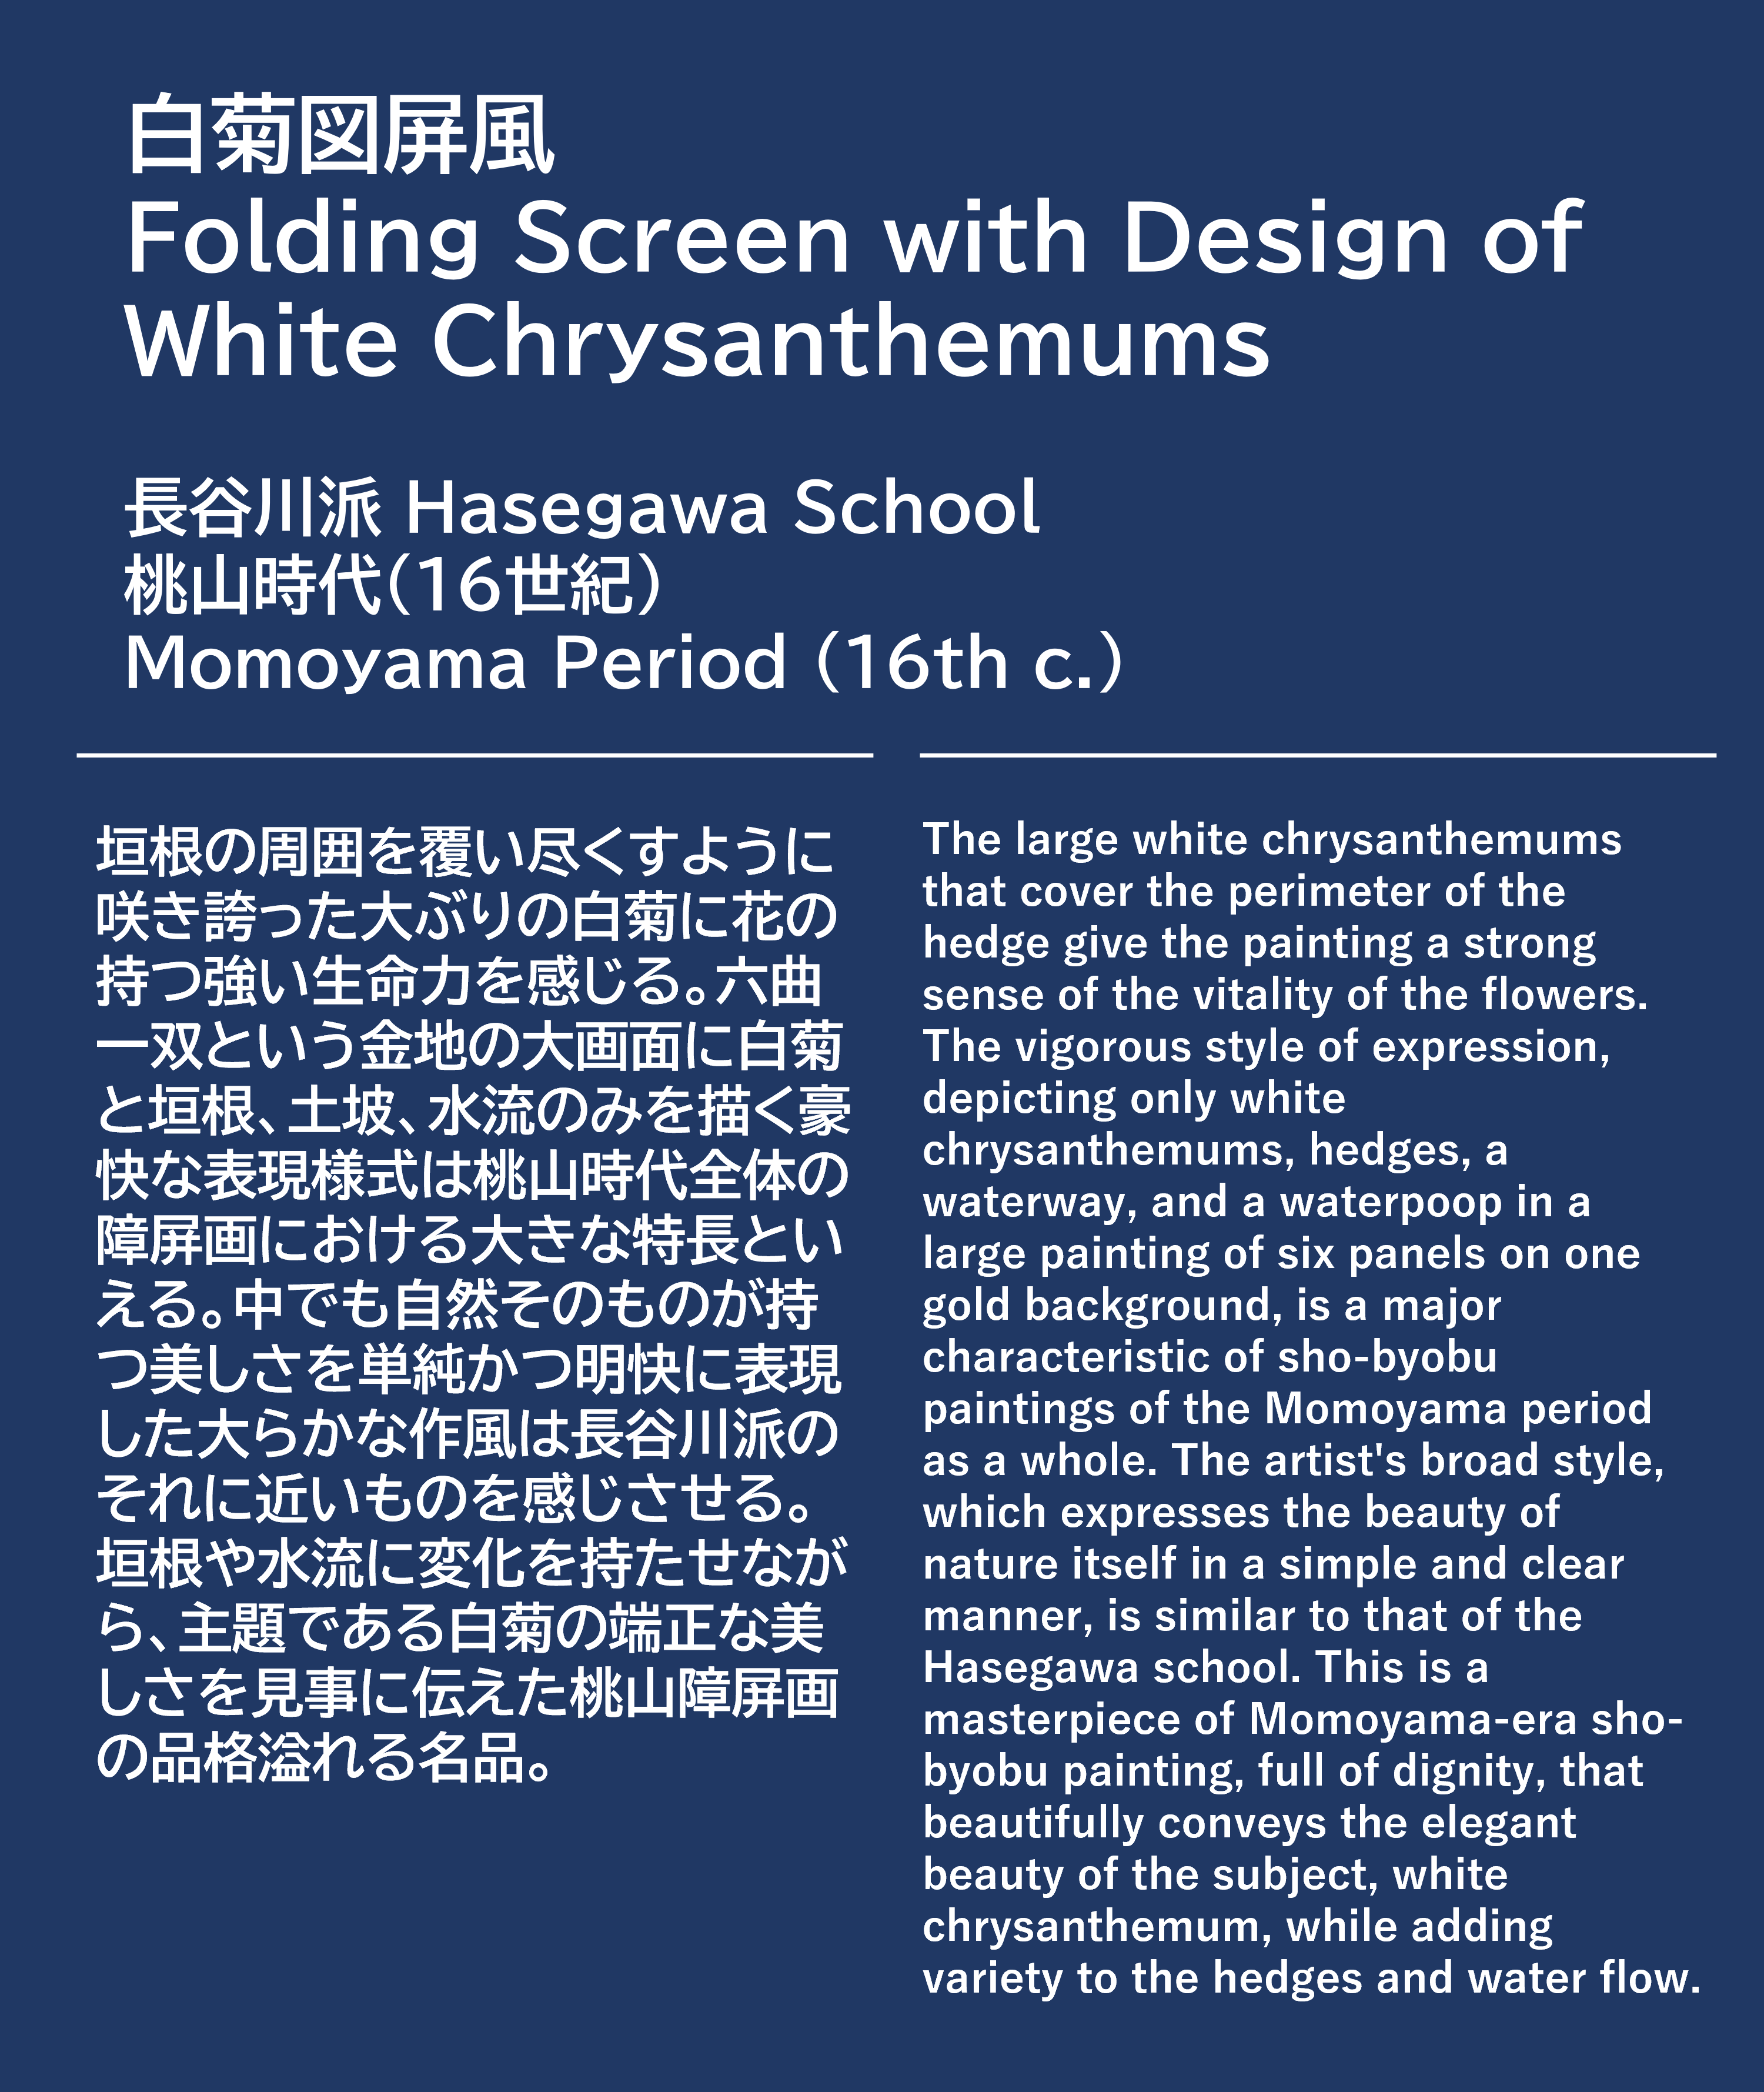 白菊図屏風
Folding Screen with Design of
White Chrysanthemums
長谷川派 Hasegawa School
桃山時代（16世紀）
Momoyama Period（16th c.）
垣根の周囲を覆い尽くすように
咲き誇った大ぶりの白菊に花の
持つ強い生命力を感じる。六曲
一双という金地の大画面に白菊
と垣根、土坡、水流のみを描く豪
快な表現様式は桃山時代全体の
障屏画における大きな特長とい
える。中でも自然そのものが持
つ美しさを単純かつ明快に表現
した大らかな作風は長谷川派の
それに近いものを感じさせる。
垣根や水流に変化を持たせなが
ら、主題である白菊の端正な美
しさを見事に伝えた桃山障屏画
の品格溢れる名品。
The large white chrysanthemums
that cover the perimeter of the
hedge give the painting a strong
sense of the vitality of the flowers.
The vigorous style of expression,
depicting only white
chrysanthemums, hedges, a
waterway, and a waterpoop in a
large painting of six panels on one
gold background, is a major
characteristic of sho-byobu
paintings of the Momoyama period
as a whole. The artist's broad style,
which expresses the beauty of
nature itself in a simple and clear
manner, is similar to that of the
Hasegawa school. This is a
masterpiece of Momoyama-era sho-
byobu painting, full of dignity, that
beautifully conveys the elegant
beauty of the subject, white
chrysanthemum, while adding
variety to the hedges and water flow.